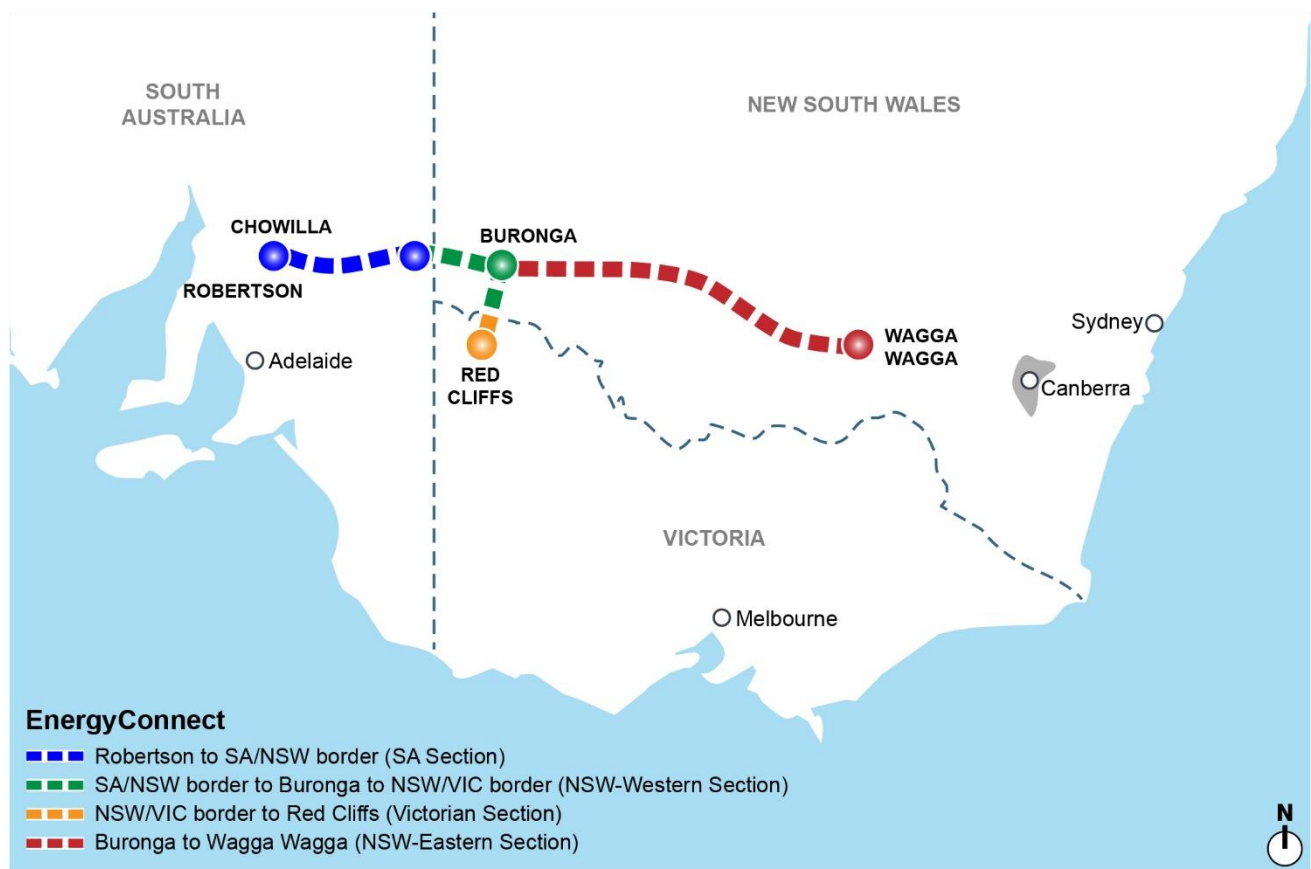 SOUTH
AUSTRALIA
NEW SOUTH WALES
CHOWILLA
BURONGA
ROBERTSON
Sydney
WAGGA
WAGGA
Adelaide
RED
CLIFFS
Canberra
VICTORIA
Melbourne
EnergyConnect
Robertson to SA/NSW border (SA Section)
SA/NSW border to Buronga to NSW/VIC border (NSW-Western Section)
NSW/VIC border to Red Cliffs (Victorian Section)
Buronga to Wagga Wagga (NSW-Eastern Section)
N